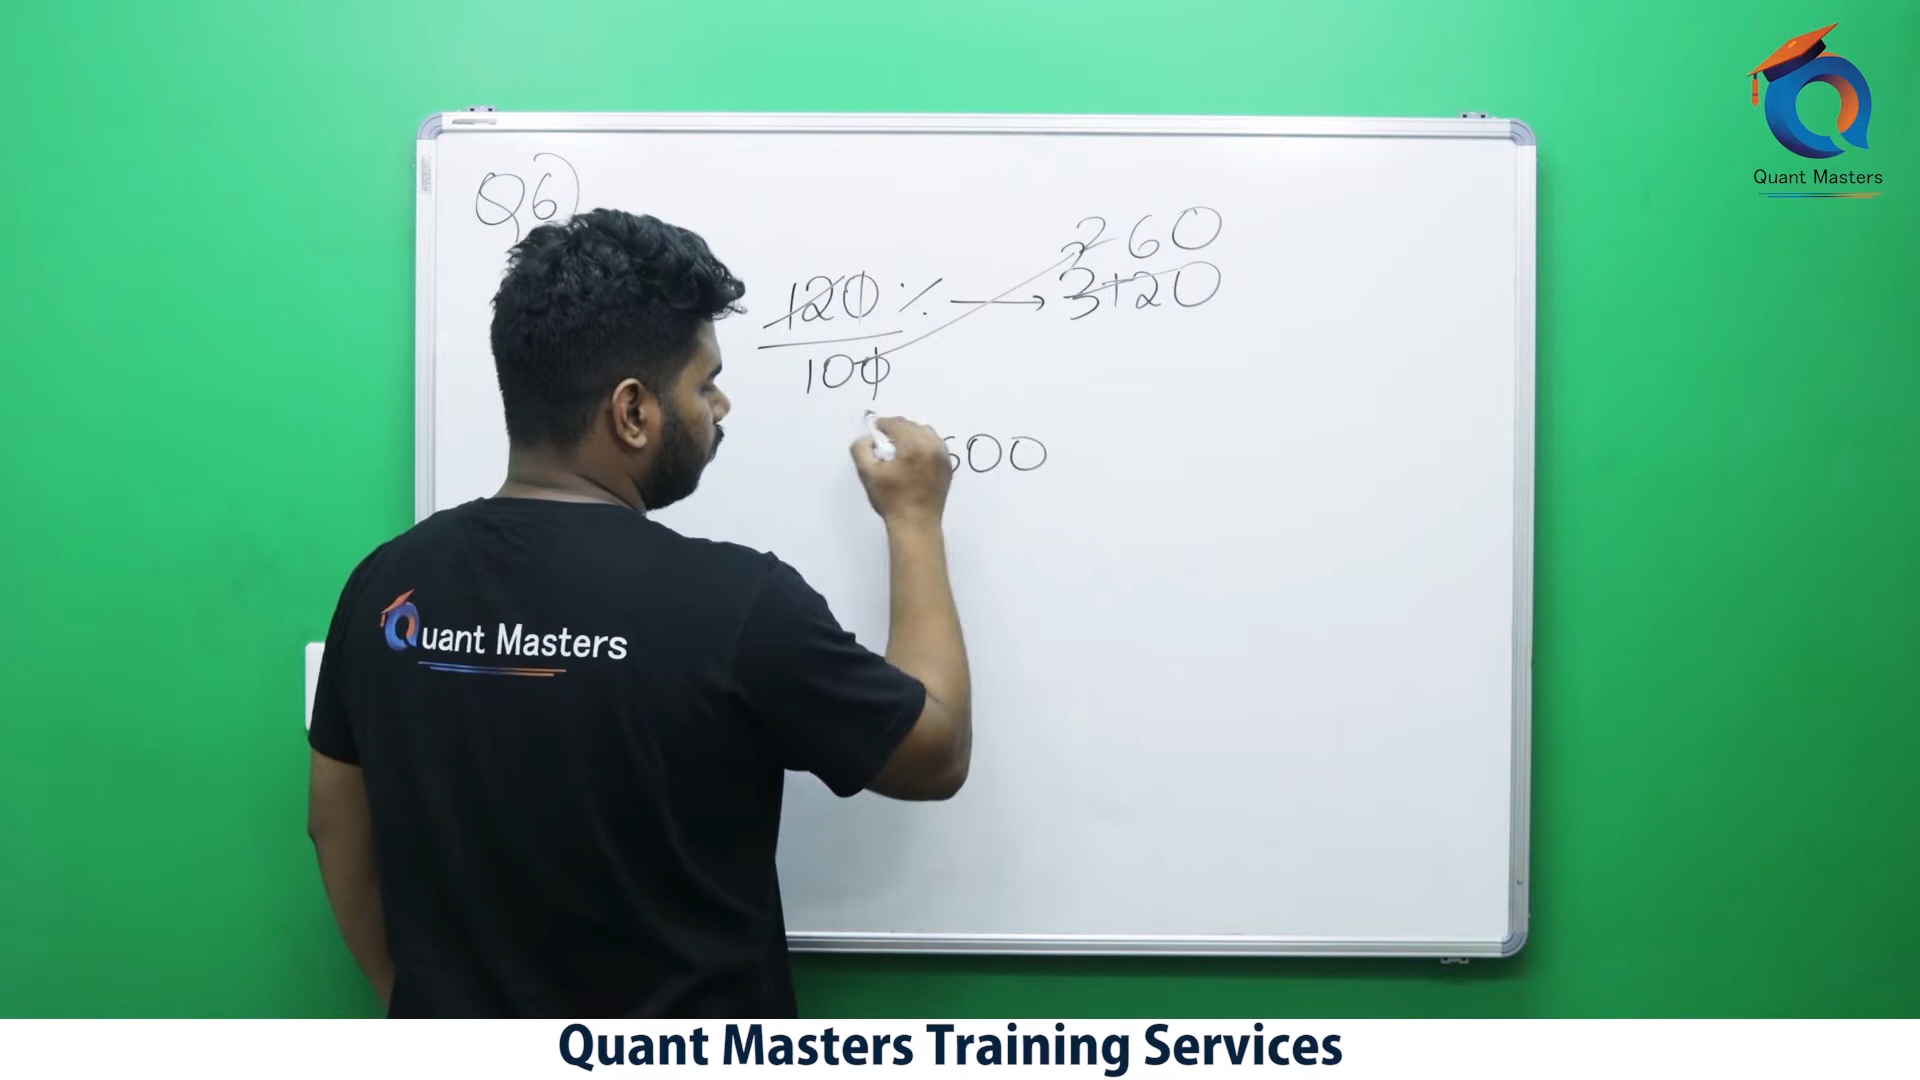 Quant Masters
Q6)
260
120 % → 3120
100
600
Quant Masters
Quant Masters Training Services